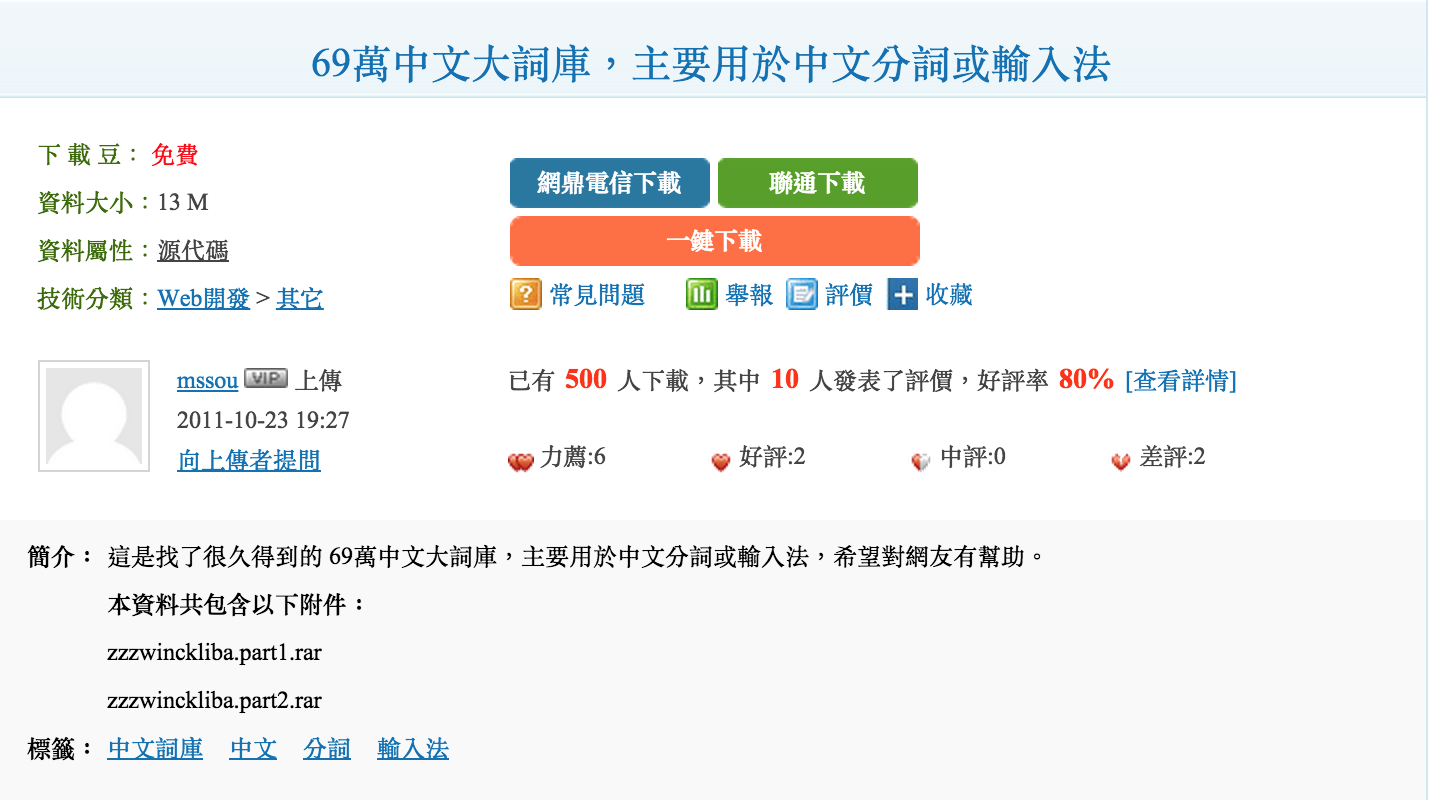 69萬中文大詞庫，主要用於中文分詞或輸入法
下 載 豆： 免費
資料大小：13 M
資料屬性：源代碼
技術分類：Web開發 > 其它
網鼎電信下載 聯通下載
一鍵下載
常見問題 舉報 評價 收藏
mssou VIP 上傳
2011-10-23 19:27
向上傳者提問
已有 500 人下載，其中 10 人發表了評價，好評率 80% [查看詳情]
力薦:6 好評:2 中評:0 差評:2
簡介： 這是找了很久得到的 69萬中文大詞庫，主要用於中文分詞或輸入法，希望對網友有幫助。
本資料共包含以下附件：
zzzwinckliba.part1.rar
zzzwinckliba.part2.rar
標籤： 中文詞庫 中文 分詞 輸入法